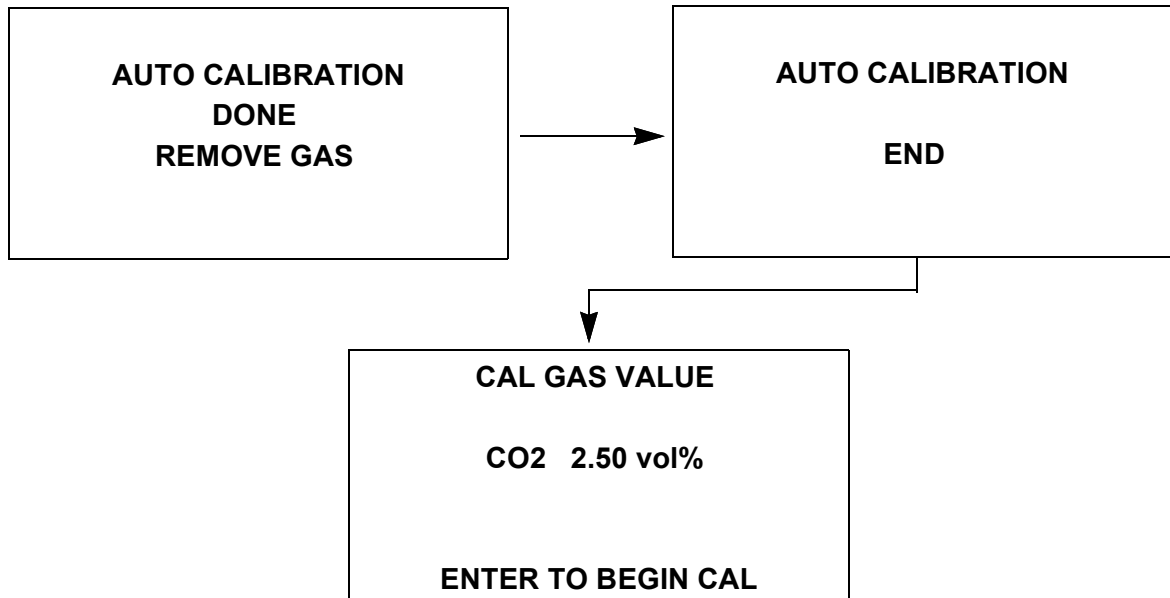 AUTO CALIBRATION
DONE
REMOVE GAS
AUTO CALIBRATION
END
CAL GAS VALUE
CO2 2.50 vol%
ENTER TO BEGIN CAL